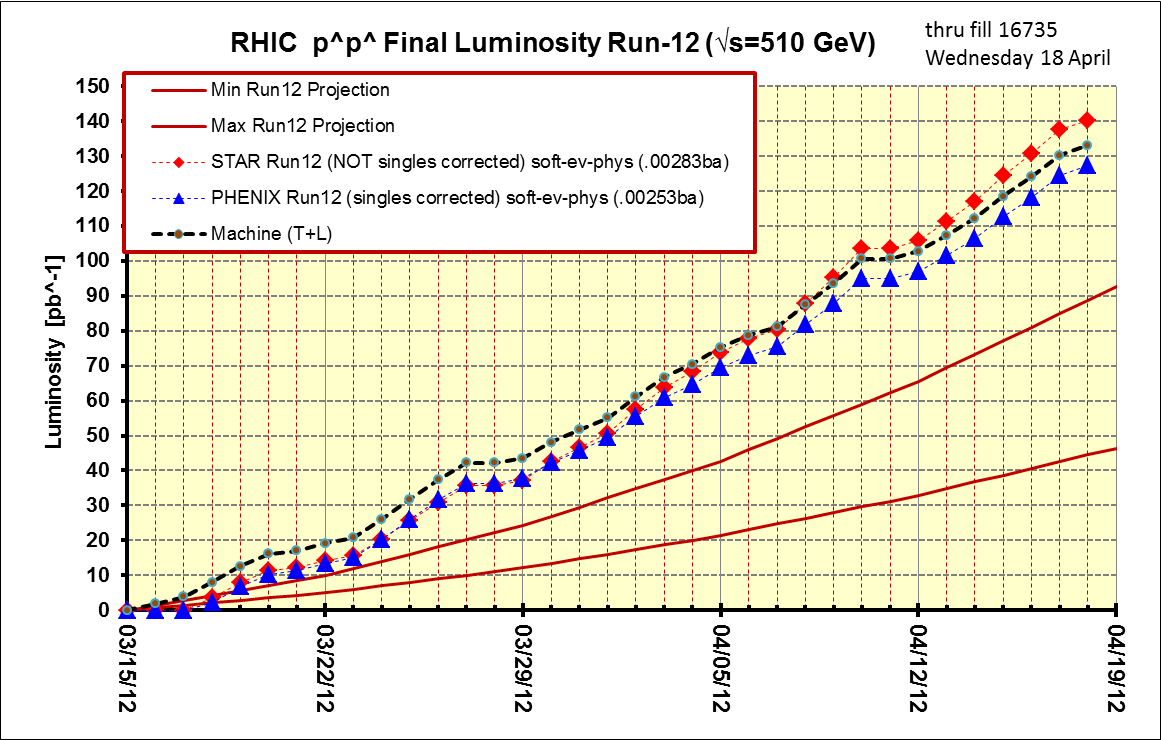 RHIC p^p^ Final Luminosity Run-12 (√s=510 GeV)
thru fill 16735
Wednesday 18 April
Min Run12 Projection
Max Run12 Projection
STAR Run12 (NOT singles corrected) soft-ev-phys (.00283ba)
PHENIX Run12 (singles corrected) soft-ev-phys (.00253ba)
Machine (T+L)
Luminosity [pb^-1]
150
140
130
120
110
100
90
80
70
60
50
40
30
20
10
0
03/15/12
03/22/12
03/29/12
04/05/12
04/12/12
04/19/12